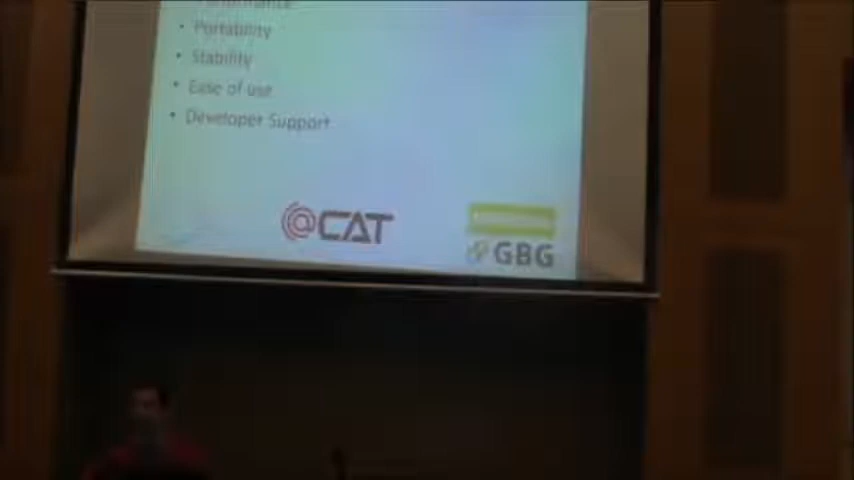 • Portability
• Stability
• Ease of use
• Developer Support
@CAT
GBG